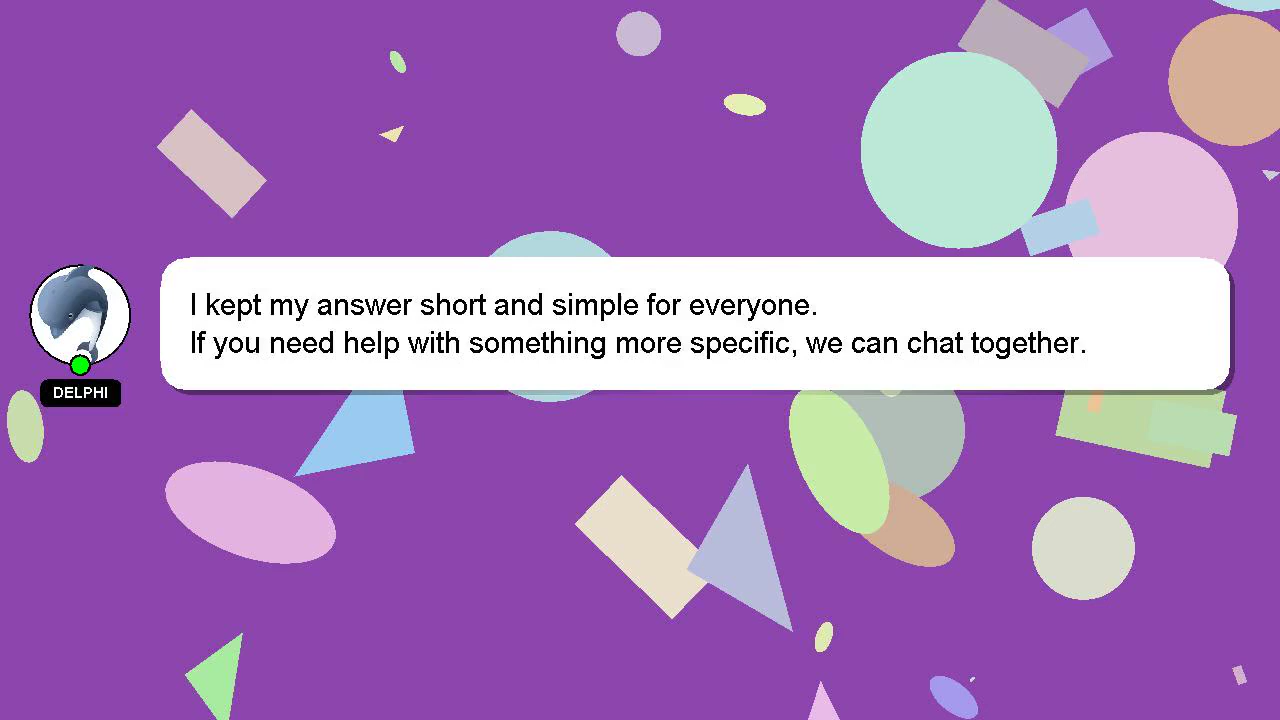 I kept my answer short and simple for everyone.
If you need help with something more specific, we can chat together.
DELPHI